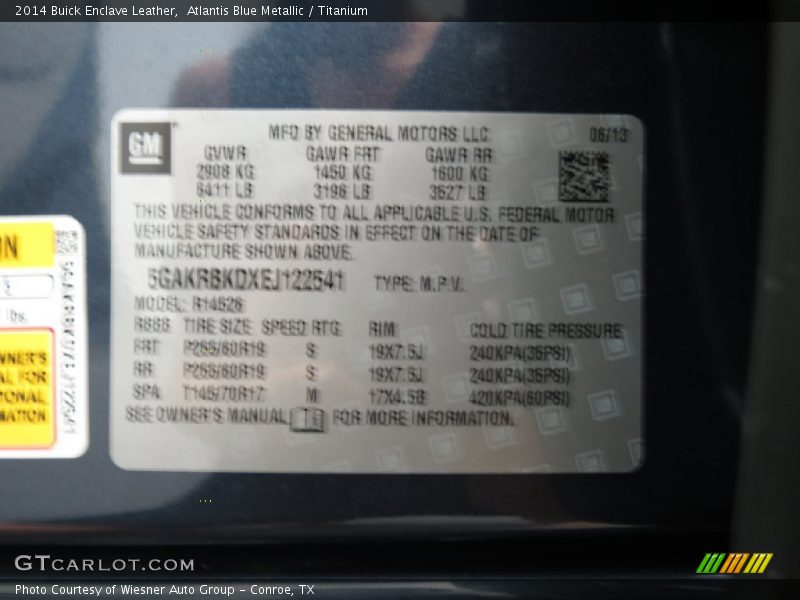 2014 Buick Enclave Leather,  Atlantis Blue Metallic / Titanium
GM
MFD BY GENERAL MOTORS LLC
06/13
GVWR GAWR FRT GAWR RR
2908 KG 1450 KG 1600 KG
6411 LB 3196 LB 3527 LB
THIS VEHICLE CONFORMS TO ALL APPLICABLE U.S. FEDERAL MOTOR
VEHICLE SAFETY STANDARDS IN EFFECT ON THE DATE OF
MANUFACTURE SHOWN ABOVE.
5GAKRBKDXEJ122541 TYPE: M.P.V.
MODEL: R14526
TIRE SIZE SPEED RTG RIM COLD TIRE PRESSURE
FRT P255/60R19 S 19X7.5J 240KPA(35PSI)
RR P255/60R19 S 19X7.5J 240KPA(35PSI)
SPA T145/70R17 M 17X4.5B 420KPA(60PSI)
SEE OWNER'S MANUAL FOR MORE INFORMATION.
lbs.
5GAKRBKDXEJ122541
GTCARLOT.COM
Photo Courtesy of Wiesner Auto Group - Conroe, TX